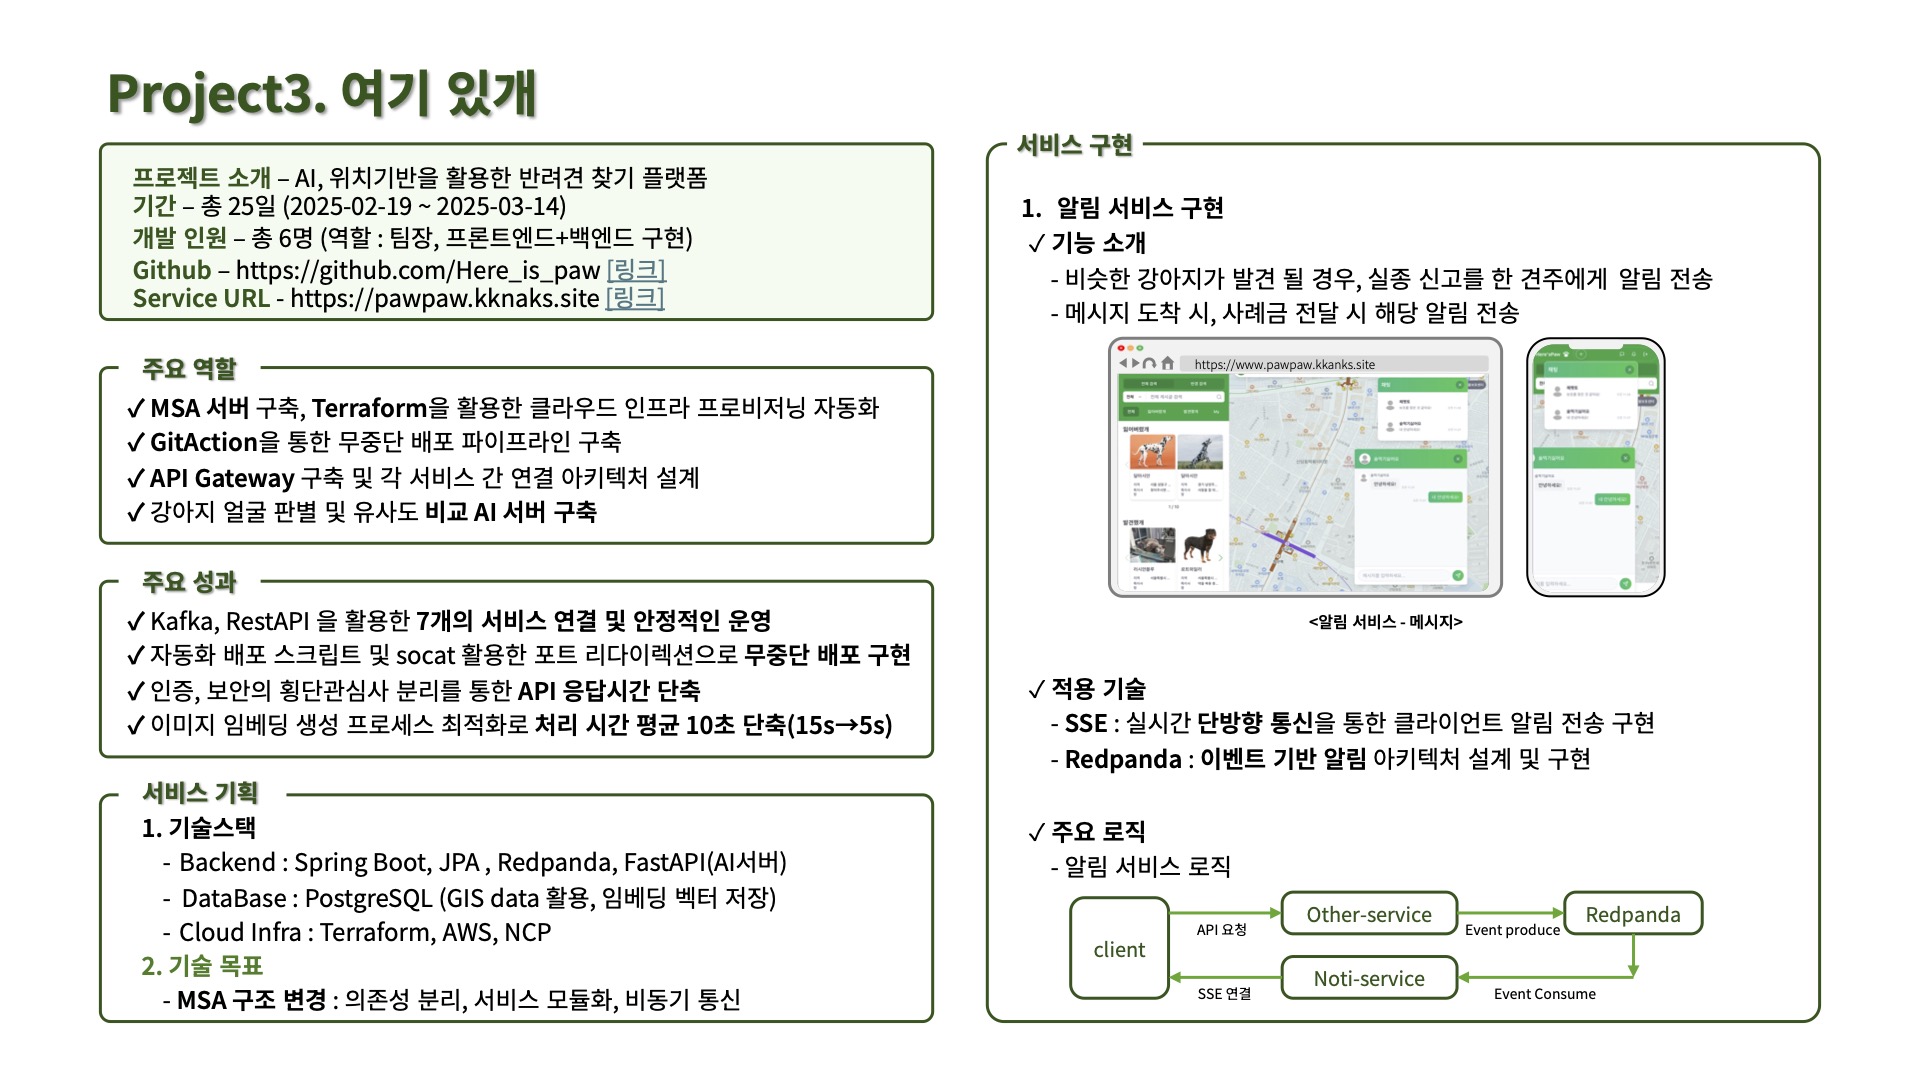 Project3. 여기 있개
프로젝트 소개 – AI, 위치기반을 활용한 반려견 찾기 플랫폼
기간 – 총 25일 (2025-02-19 ~ 2025-03-14)
개발 인원 – 총 6명 (역할 : 팀장, 프론트엔드+백엔드 구현)
Github – https://github.com/Here_is_paw [링크]
Service URL - https://pawpaw.kknaks.site [링크]
주요 역할
✓ MSA 서버 구축, Terraform을 활용한 클라우드 인프라 프로비저닝 자동화
✓ GitAction을 통한 무중단 배포 파이프라인 구축
✓ API Gateway 구축 및 각 서비스 간 연결 아키텍처 설계
✓ 강아지 얼굴 판별 및 유사도 비교 AI 서버 구축
주요 성과
✓ Kafka, RestAPI 을 활용한 7개의 서비스 연결 및 안정적인 운영
✓ 자동화 배포 스크립트 및 socat 활용한 포트 리다이렉션으로 무중단 배포 구현
✓ 인증, 보안의 횡단관심사 분리를 통한 API 응답시간 단축
✓ 이미지 임베딩 생성 프로세스 최적화로 처리 시간 평균 10초 단축(15s→5s)
서비스 기획
1. 기술스택
- Backend : Spring Boot, JPA , Redpanda, FastAPI(AI서버)
- DataBase : PostgreSQL (GIS data 활용, 임베딩 벡터 저장)
- Cloud Infra : Terraform, AWS, NCP
2. 기술 목표
- MSA 구조 변경 : 의존성 분리, 서비스 모듈화, 비동기 통신
서비스 구현
1. 알림 서비스 구현
✓ 기능 소개
- 비슷한 강아지가 발견 될 경우, 실종 신고를 한 견주에게 알림 전송
- 메시지 도착 시, 사례금 전달 시 해당 알림 전송
https://www.pawpaw.kkanks.site
안녕하세요!
<알림 서비스 - 메시지>
✓ 적용 기술
- SSE : 실시간 단방향 통신을 통한 클라이언트 알림 전송 구현
- Redpanda : 이벤트 기반 알림 아키텍처 설계 및 구현
✓ 주요 로직
- 알림 서비스 로직
client
API 요청
Other-service
Event produce
Redpanda
SSE 연결
Noti-service
Event Consume